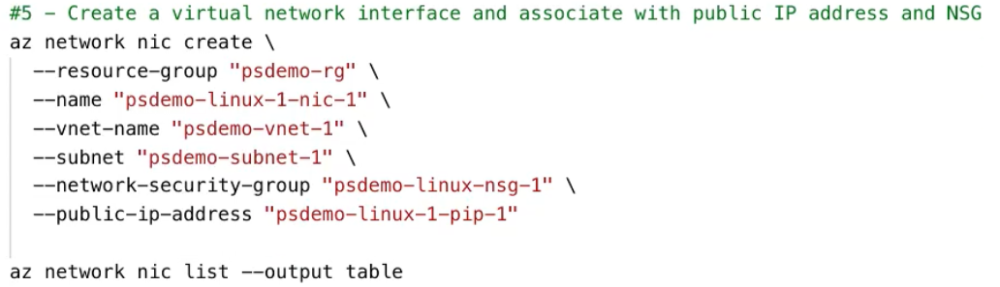 #5 - Create a virtual network interface and associate with public IP address and NSG
az network nic create \
--resource-group "psdemo-rg" \
--name "psdemo-linux-1-nic-1" \
--vnet-name "psdemo-vnet-1" \
--subnet "psdemo-subnet-1" \
--network-security-group "psdemo-linux-nsg-1" \
--public-ip-address "psdemo-linux-1-pip-1"
az network nic list --output table